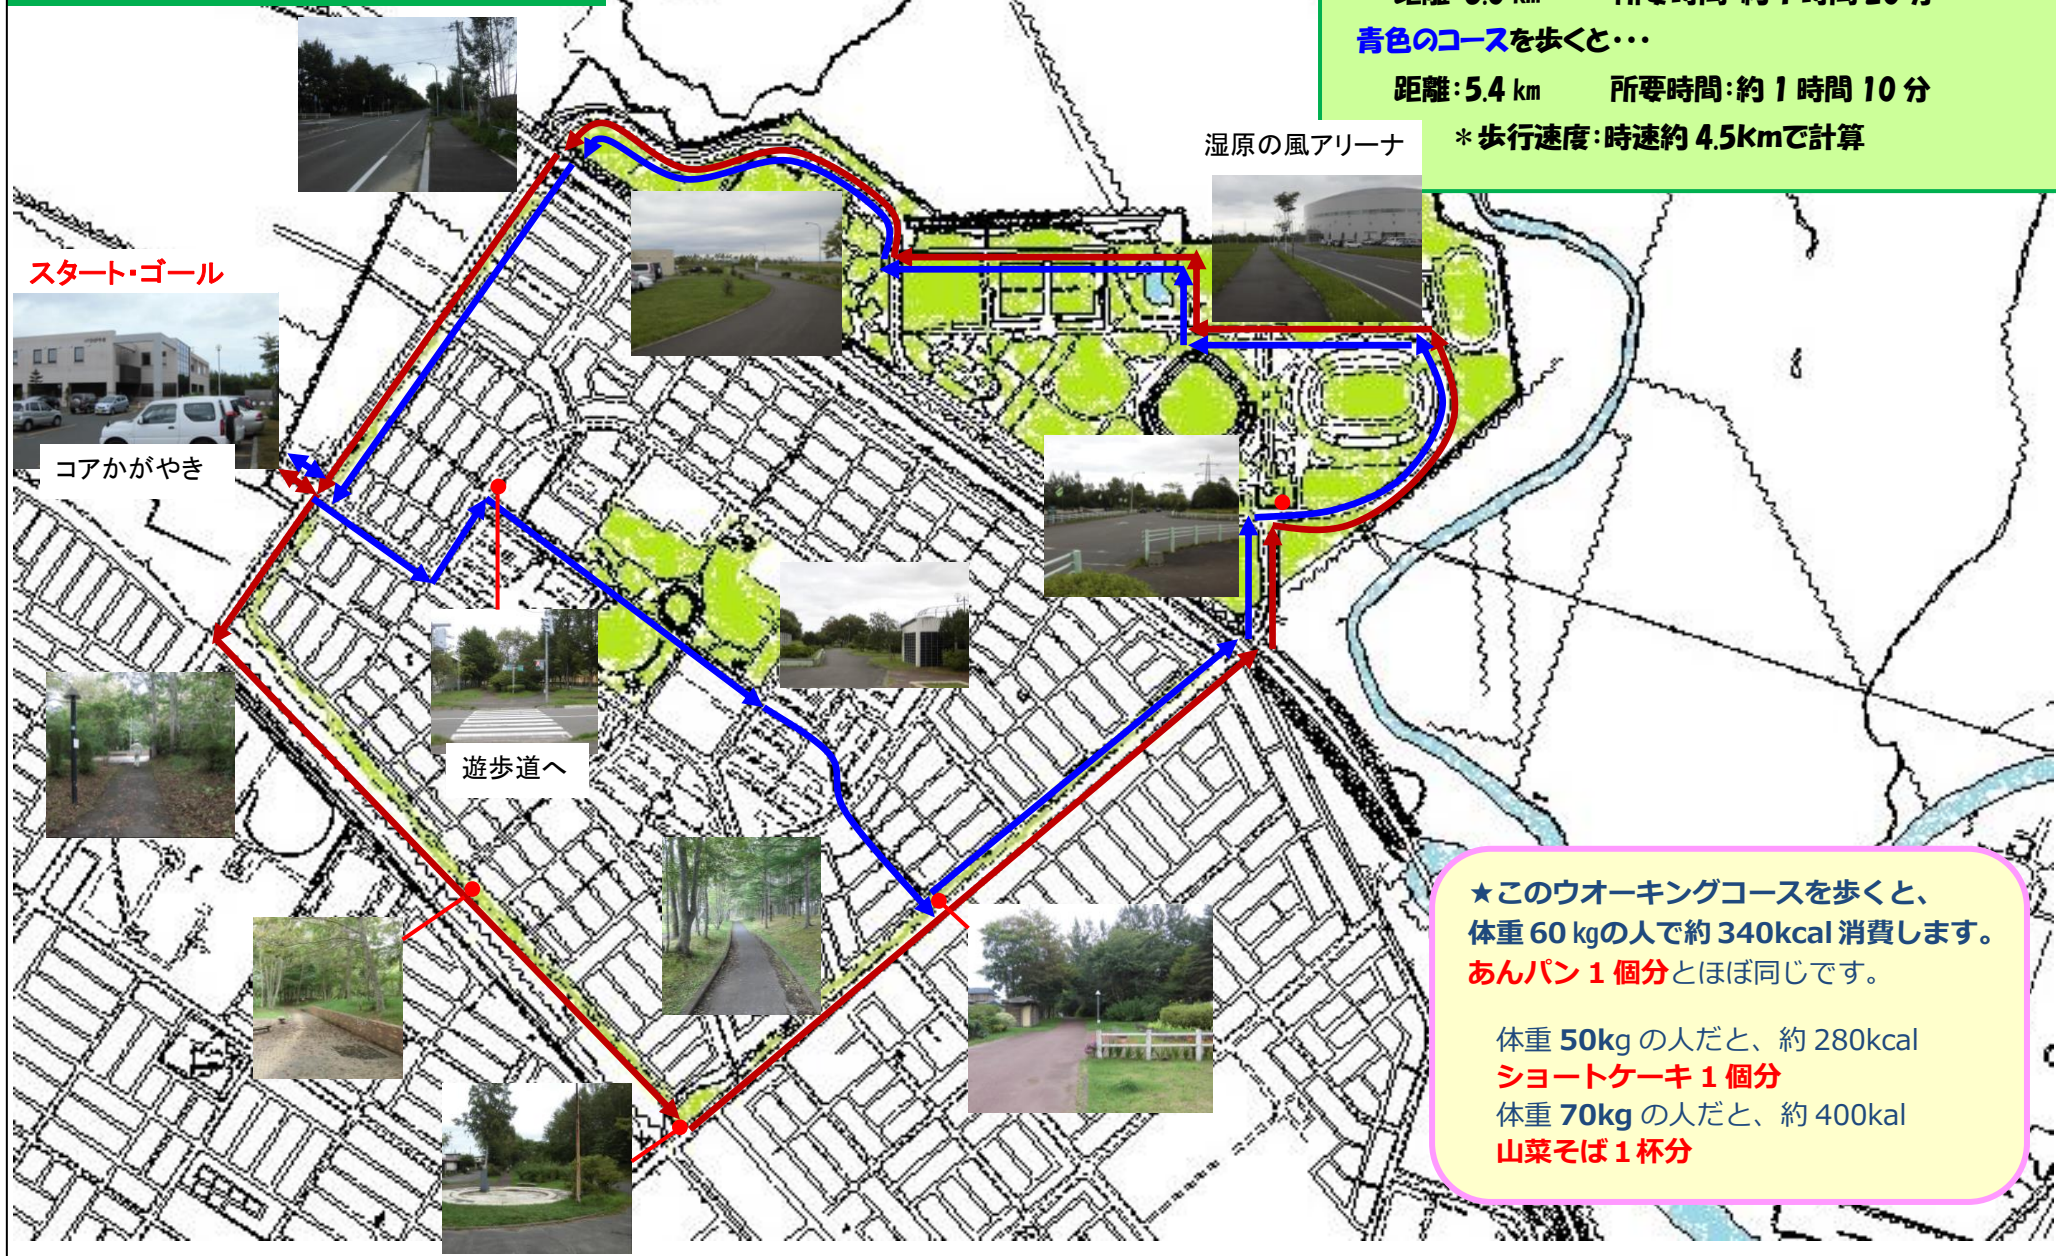 青色のコースを歩くと・・・
距離:5.4 km 所要時間:約 1 時間 10 分
*歩行速度:時速約 4.5Kmで計算
湿原の風アリーナ
スタート・ゴール
コアかがやき
遊歩道へ
★このウオーキングコースを歩くと、
体重 60 ㎏の人で約 340kcal 消費します。
あんパン 1 個分とほぼ同じです。
体重 50kg の人だと、約 280kcal
ショートケーキ 1 個分
体重 70kg の人だと、約 400kal
山菜そば 1 杯分